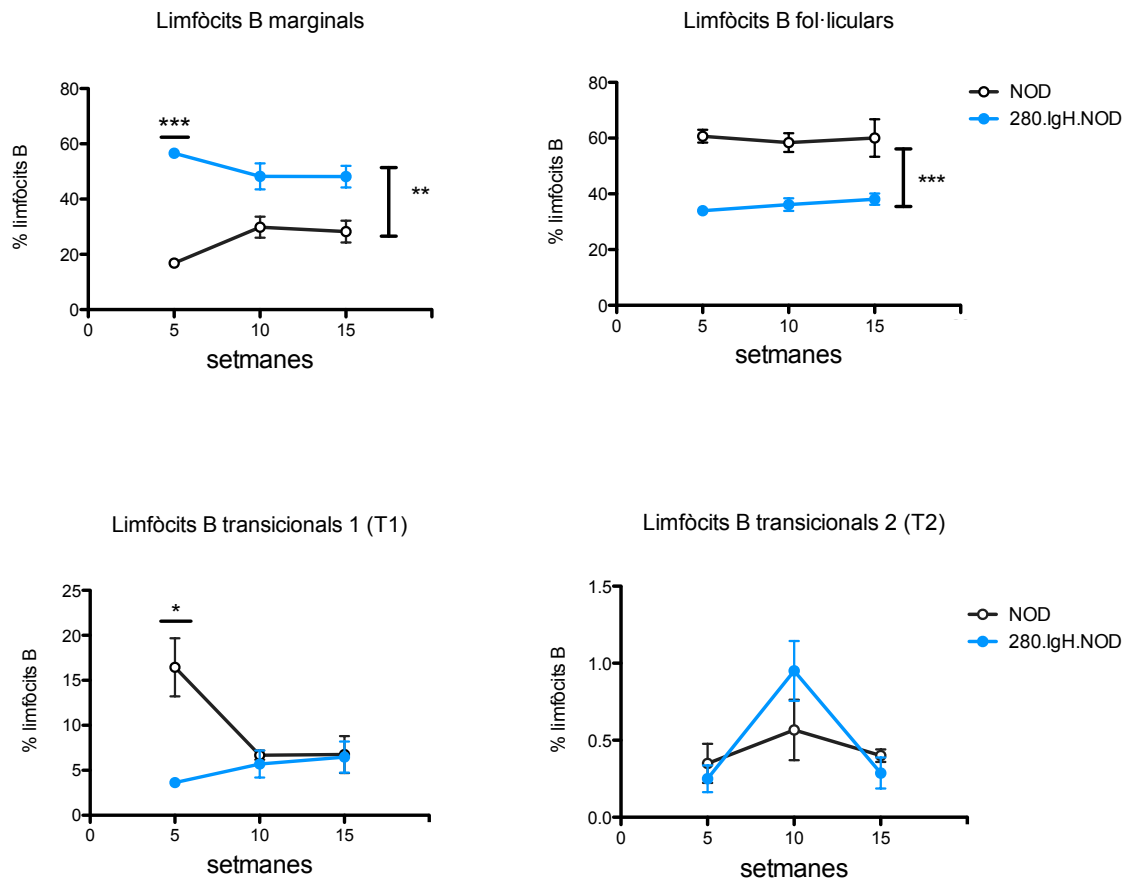 Limfòcits B marginals
% limfòcits B
80
60
40
20
0
0
5
10
15
***
**
setmanes
Limfòcits B fol·liculars
% limfòcits B
80
60
40
20
0
0
5
10
15
***
setmanes
NOD
280.IgH.NOD
Limfòcits B transicionals 1 (T1)
% limfòcits B
25
20
15
10
5
0
0
5
10
15
*
setmanes
Limfòcits B transicionals 2 (T2)
% limfòcits B
1.5
1.0
0.5
0.0
0
5
10
15
setmanes
NOD
280.IgH.NOD